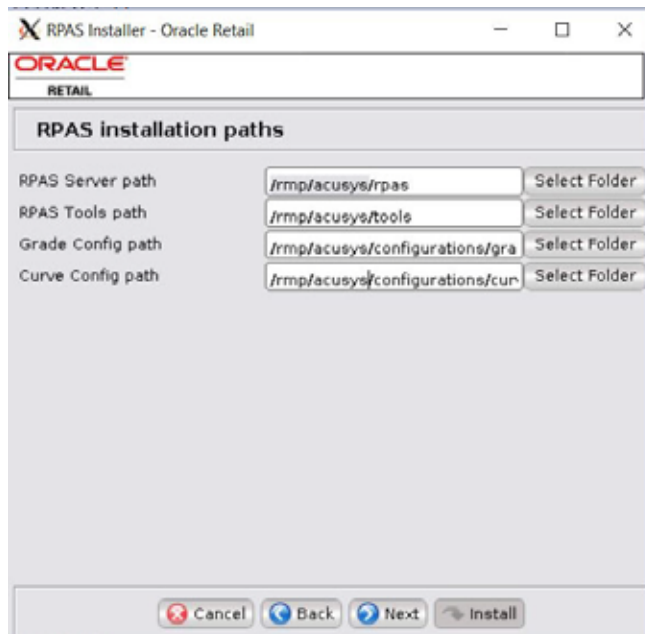 RPAS Installer - Oracle Retail
ORACLE
RETAIL
RPAS installation paths
RPAS Server path /rmp/acusys/rpas Select Folder
RPAS Tools path /rmp/acusys/tools Select Folder
Grade Config path /rmp/acusys/configurations/gra Select Folder
Curve Config path /rmp/acusys/configurations/cur Select Folder
Cancel Back Next Install